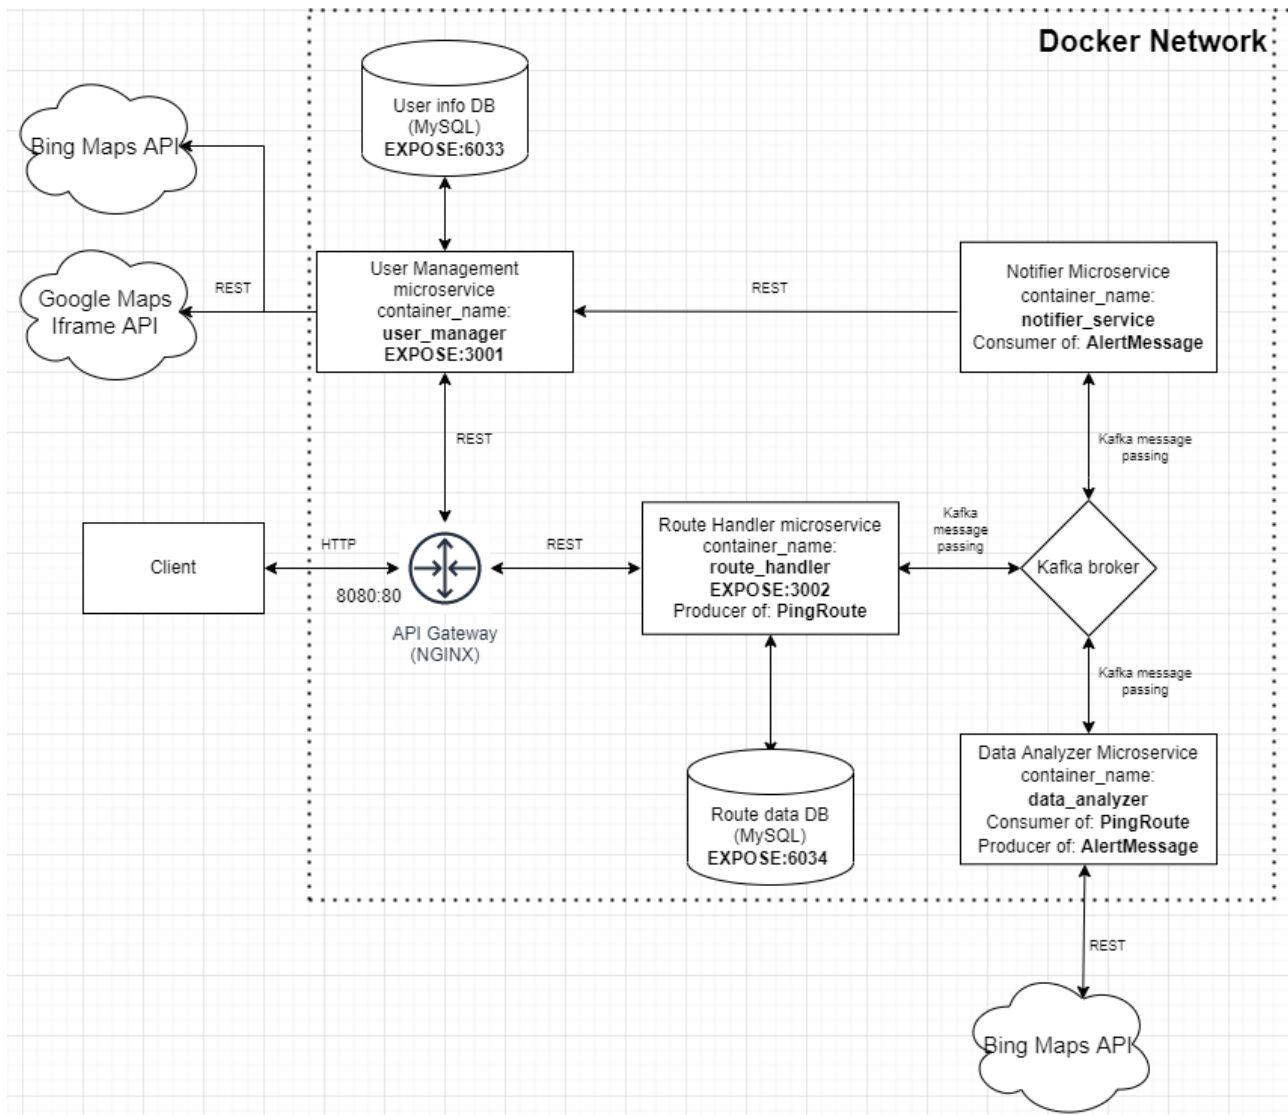 Docker Network
User info DB
(MySQL)
EXPOSE:6033
Bing Maps API
Google Maps
Iframe API
REST
User Management
microservice
container_name:
user_manager
EXPOSE:3001
REST
Notifier Microservice
container_name:
notifier_service
Consumer of: AlertMessage
REST
Kafka message
passing
Client
HTTP
8080:80
API Gateway
(NGINX)
REST
Route Handler microservice
container_name:
route_handler
EXPOSE:3002
Producer of: PingRoute
Kafka
message
passing
Kafka broker
Kafka message
passing
Route data DB
(MySQL)
EXPOSE:6034
Data Analyzer Microservice
container_name:
data_analyzer
Consumer of: PingRoute
Producer of: AlertMessage
REST
Bing Maps API